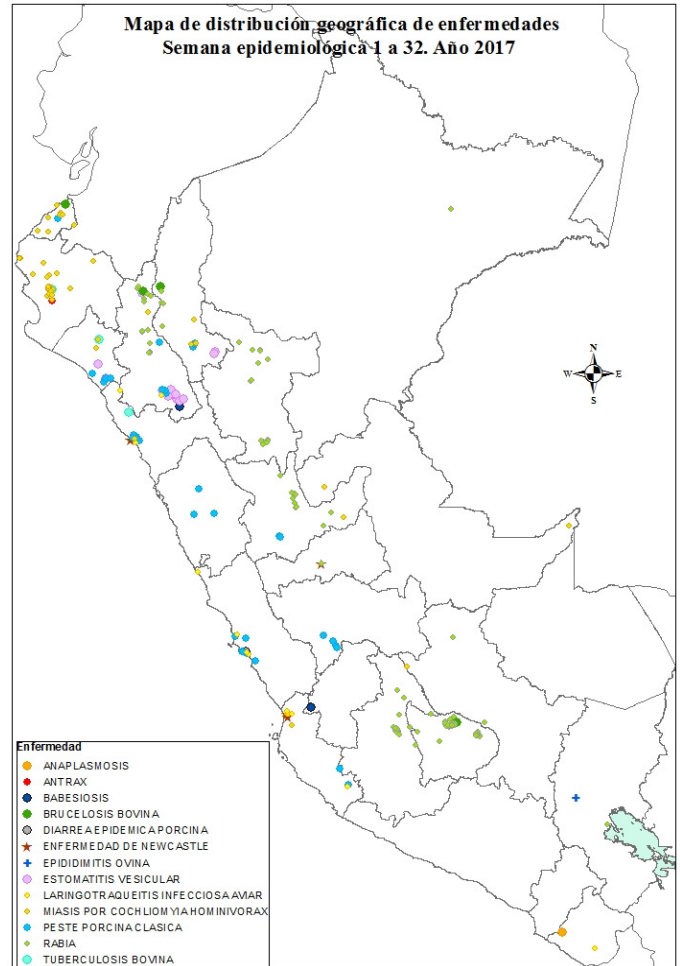 Mapa de distribución geográfica de enfermedades
Semana epidemiológica 1 a 32. Año 2017
N
W E
S
Enfermedad
ANAPLASMOSIS
ANTRAX
BABESIOSIS
BRUCELOSIS BOVINA
DIARREA EPIDEMICA PORCINA
ENFERMEDAD DE NEWCASTLE
EPIDIDIMITIS OVINA
ESTOMATITIS VESICULAR
LARINGOTRAQUEITIS INFECCIOSA AVIAR
MIASIS POR COCHLIOMYIA HOMINIVORAX
PESTE PORCINA CLASICA
RABIA
TUBERCULOSIS BOVINA